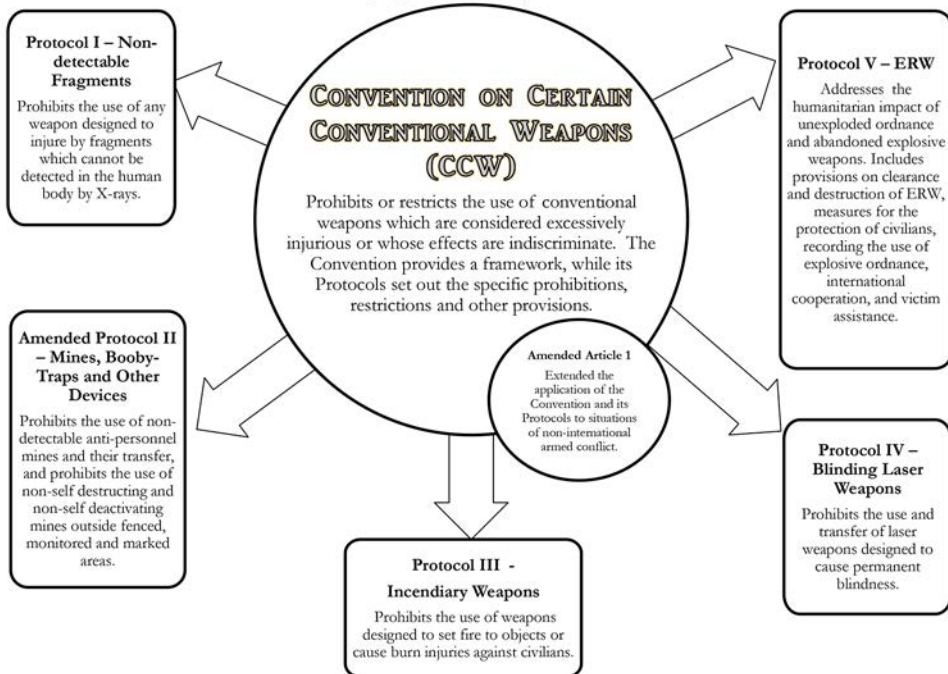 Protocol I – Non-
detectable
Fragments
Prohibits the use of any
weapon designed to
injure by fragments
which cannot be
detected in the human
body by X-rays.
CONVENTION ON CERTAIN
CONVENTIONAL WEAPONS
(CCW)
Prohibits or restricts the use of conventional
weapons which are considered excessively
injurious or whose effects are indiscriminate. The
Convention provides a framework, while its
Protocols set out the specific prohibitions,
restrictions and other provisions.
Protocol V – ERW
Addresses the
humanitarian impact of
unexploded ordnance
and abandoned explosive
weapons. Includes
provisions on clearance
and destruction of ERW,
measures for the
protection of civilians,
recording the use of
explosive ordnance,
international
cooperation, and victim
assistance.
Amended Protocol II
– Mines, Booby-
Traps and Other
Devices
Prohibits the use of non-
detectable anti-personnel
mines and their transfer,
and prohibits the use of
non-self destructing and
non-self deactivating
mines outside fenced,
monitored and marked
areas.
Amended Article 1
Extended the
application of the
Convention and its
Protocols to situations
of non-international
armed conflict.
Protocol IV –
Blinding Laser
Weapons
Prohibits the use and
transfer of laser
weapons designed to
cause permanent
blindness.
Protocol III -
Incendiary Weapons
Prohibits the use of weapons
designed to set fire to objects or
cause burn injuries against civilians.